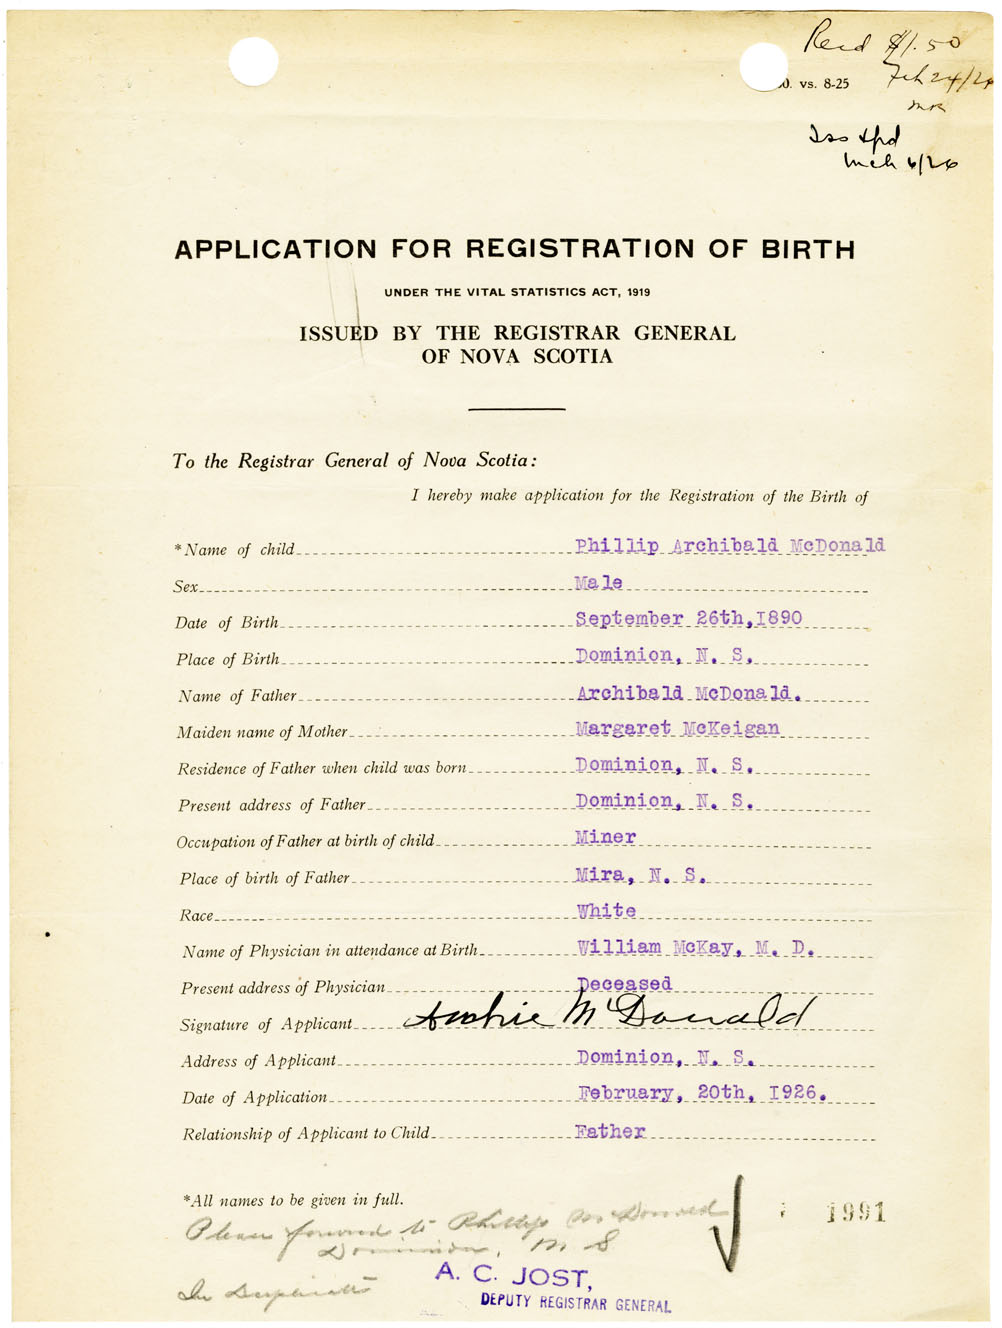 Recd $1.50
Feb 24/26
MR
0. vs. 8-25
Iss
Mch 6/26
APPLICATION FOR REGISTRATION OF BIRTH
UNDER THE VITAL STATISTICS ACT, 1919
ISSUED BY THE REGISTRAR GENERAL
OF NOVA SCOTIA
To the Registrar General of Nova Scotia:
I hereby make application for the Registration of the Birth of
*Name of child Phillip Archibald McDonald
Sex Male
Date of Birth September 26th,1890
Place of Birth Dominion, N. S.
Name of Father Archibald McDonald.
Maiden name of Mother Margaret McKeigan
Residence of Father when child was born Dominion, N. S.
Present address of Father Dominion, N. S.
Occupation of Father at birth of child Miner
Place of birth of Father Mira, N. S.
Race White
Name of Physician in attendance at Birth William McKay, M. D.
Present address of Physician Deceased
Signature of Applicant Archie McDonald
Address of Applicant Dominion, N. S.
Date of Application February, 20th, 1926.
Relationship of Applicant to Child Father
*All names to be given in full.
Please forward to Phillip McDonald
Dominion, N S
1991
In Duplicate
A. C. JOST,
DEPUTY REGISTRAR GENERAL